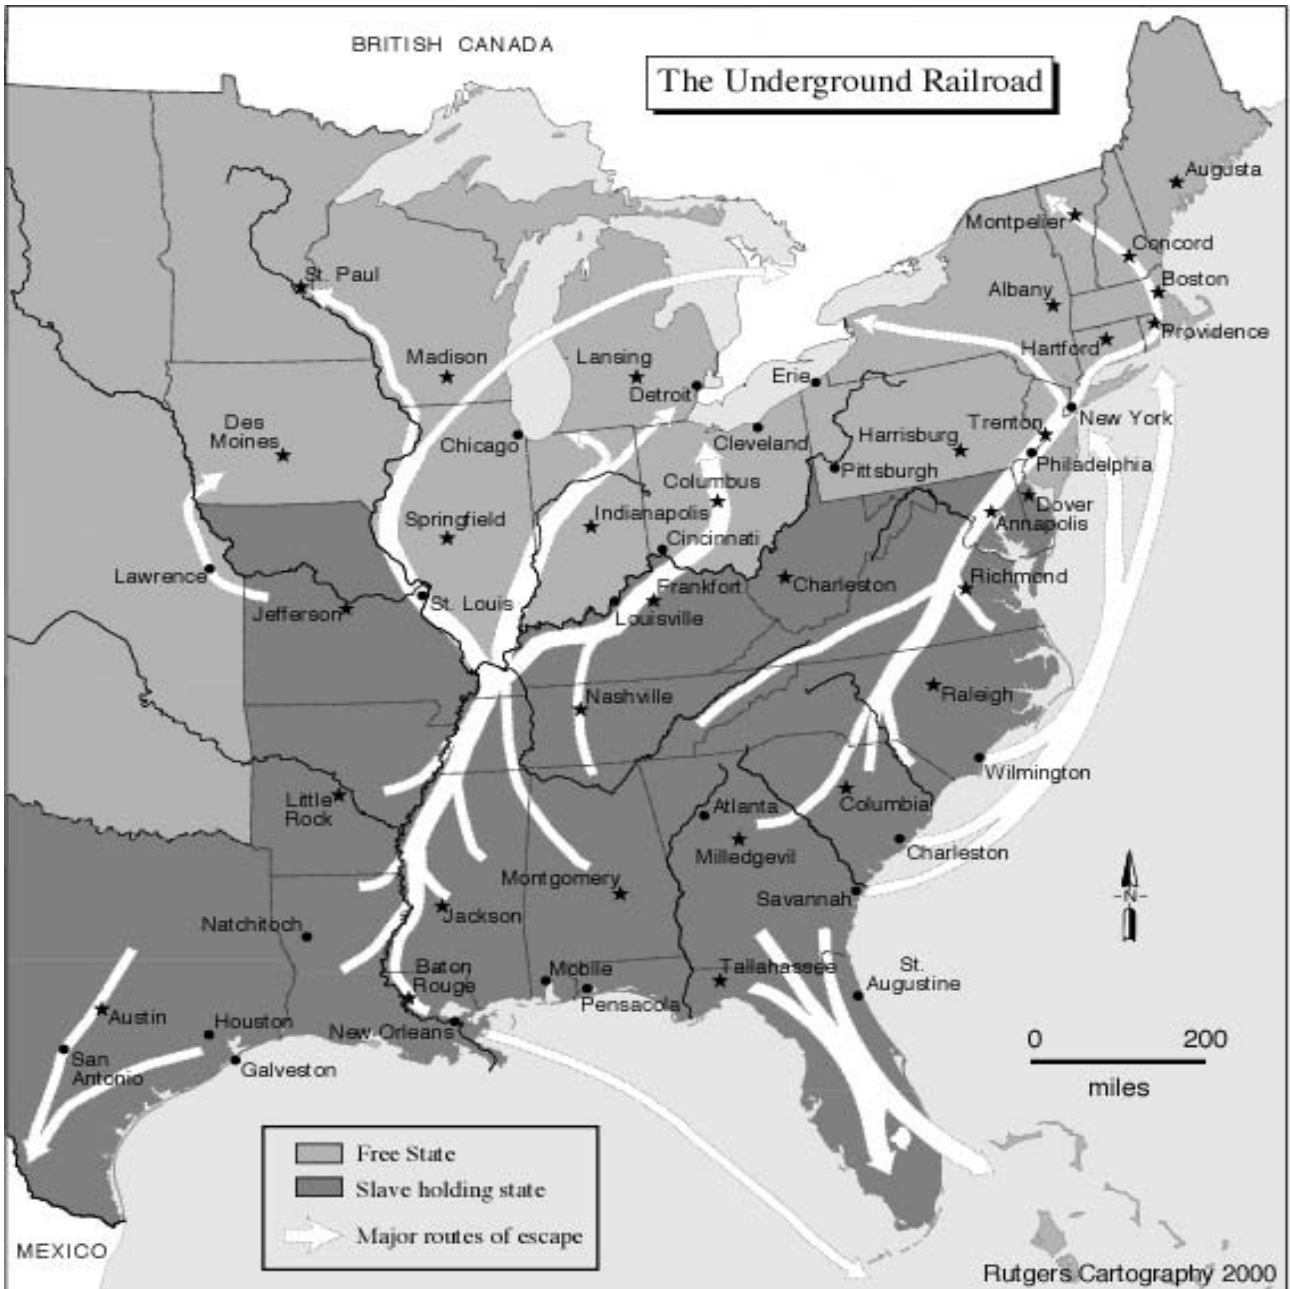 BRITISH CANADA
The Underground Railroad
Augusta
Montpelier
Concord
St. Paul
Boston
Albany
Providence
Hartford
Madison
Lansing
Erie
Detroit
New York
Des
Moines
Trenton
Chicago
Cleveland
Harrisburg
Philadelphia
Pittsburgh
Columbus
Dover
Springfield
Indianapolis
Annapolis
Cincinnati
Lawrence
Charleston
Richmond
Frankfort
Jefferson
St. Louis
Louisville
Nashville
Raleigh
Wilmington
Little
Rock
Atlanta
Columbia
Milledgevil
Charleston
Montgomery
Savannah
Jackson
Natchitoch
Baton
Rouge
Mobile
Tallahassee
St.
Augustine
Pensacola
Austin
Houston
New Orleans
San
Antonio
Galveston
N
0 200
miles
Free State
Slave holding state
Major routes of escape
MEXICO
Rutgers Cartography 2000